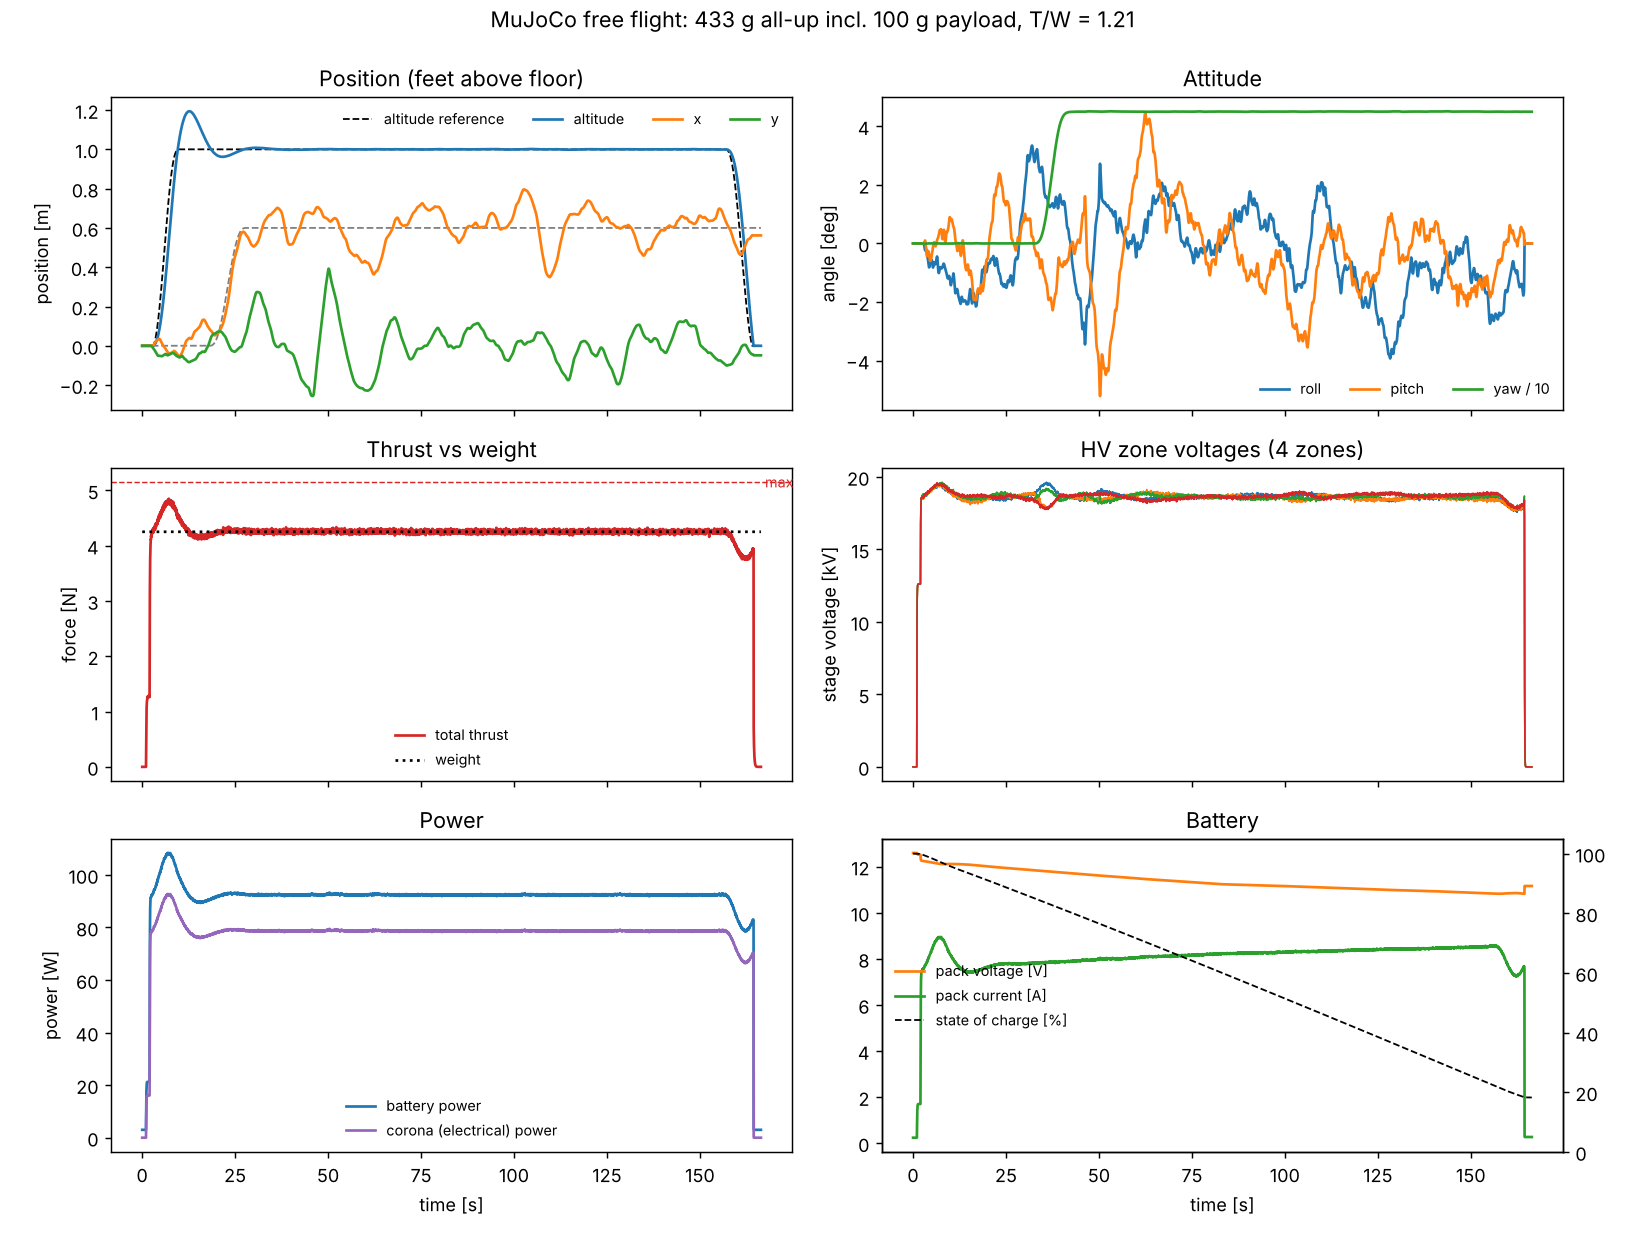 MuJoCo free flight: 433 g all-up incl. 100 g payload, T/W = 1.21
Position (feet above floor)
altitude reference altitude x y
position [m]
1.2
1.0
0.8
0.6
0.4
0.2
0.0
−0.2
Attitude
angle [deg]
4
2
0
−2
−4
roll pitch yaw / 10
Thrust vs weight
force [N]
max
5
4
3
2
1
0
total thrust
weight
HV zone voltages (4 zones)
stage voltage [kV]
20
15
10
5
0
Power
power [W]
100
80
60
40
20
0
battery power
corona (electrical) power
0 25 50 75 100 125 150
time [s]
Battery
12
10
8
6
4
2
0
pack voltage [V]
pack current [A]
state of charge [%]
100
80
60
40
20
0
0 25 50 75 100 125 150
time [s]